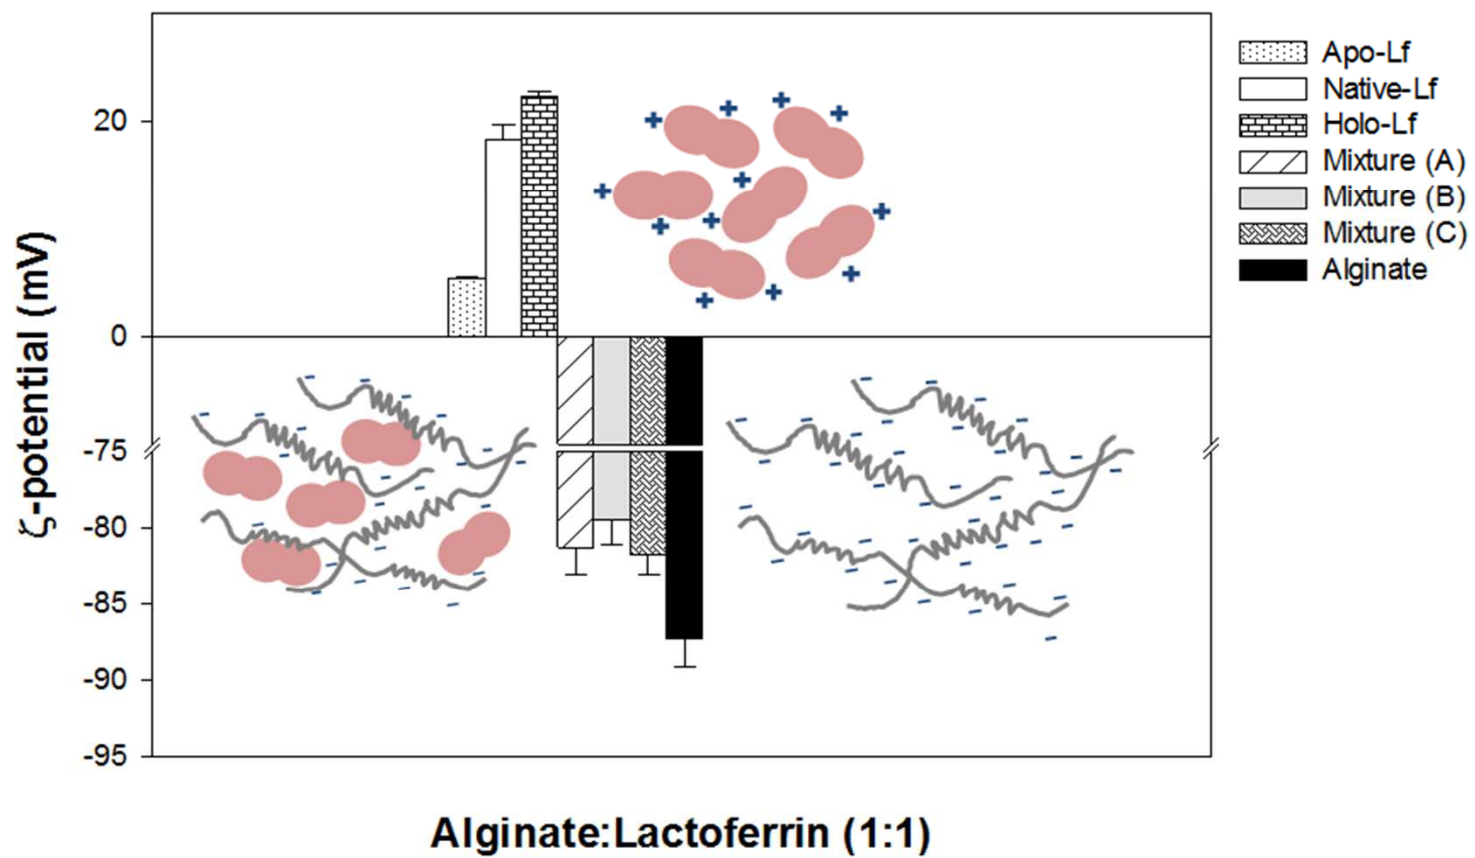 ζ-potential (mV)
20
0
-75
-80
-85
-90
-95
Alginate:Lactoferrin (1:1)
Apo-Lf
Native-Lf
Holo-Lf
Mixture (A)
Mixture (B)
Mixture (C)
Alginate